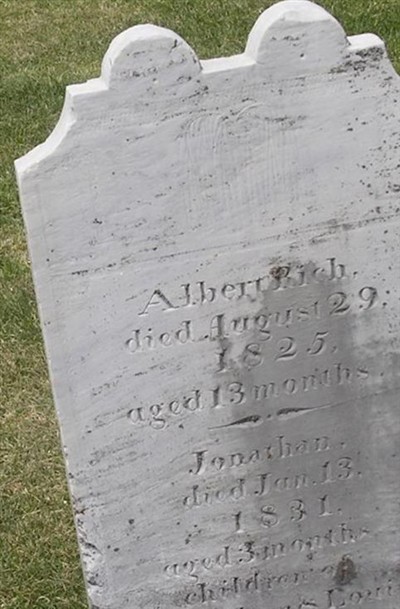 Albert Rich,
died August 29,
1825,
aged 13 months.
Jonathan,
died Jan. 13,
1831.
aged 3 months
children of
&